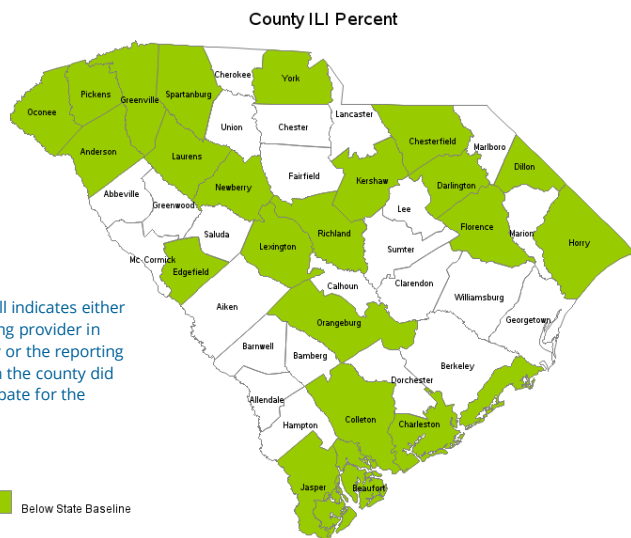 County ILI Percent
Cherokee
York
Pickens
Greenville
Spartanburg
Oconee
Union
Chester
Lancaster
Chesterfield
Marlboro
Anderson
Laurens
Fairfield
Kershaw
Darlington
Dillon
Abbeville
Greenwood
Newberry
Lee
Florence
Marion
Horry
Saluda
Lexington
Richland
Sumter
Mc Cormick
Edgefield
Calhoun
Clarendon
Williamsburg
Georgetown
Aiken
Orangeburg
Barnwell
Bamberg
Berkeley
Dorchester
Allendale
Hampton
Colleton
Charleston
Jasper
Beaufort
ll indicates either
ng provider in
or the reporting
the county did
pate for the
Below State Baseline